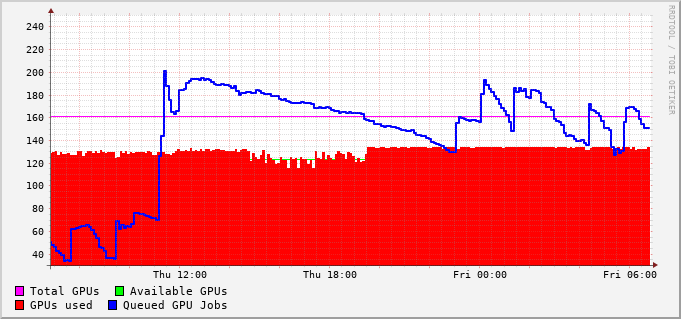 RRDTOOL / TOBI OETIKER
240
220
200
180
160
140
120
100
80
60
40
Thu 12:00 Thu 18:00 Fri 00:00 Fri 06:00
Total GPUs Available GPUs
GPUs used Queued GPU Jobs